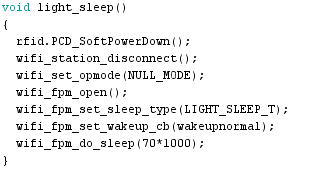 void light_sleep()
{
  rfid.PCD_SoftPowerDown();
  wifi_station_disconnect();
  wifi_set_opmode(NULL_MODE);
  wifi_fpm_open();
  wifi_fpm_set_sleep_type(LIGHT_SLEEP_T);
  wifi_fpm_set_wakeup_cb(wakeupnormal);
  wifi_fpm_do_sleep(70*1000);
}